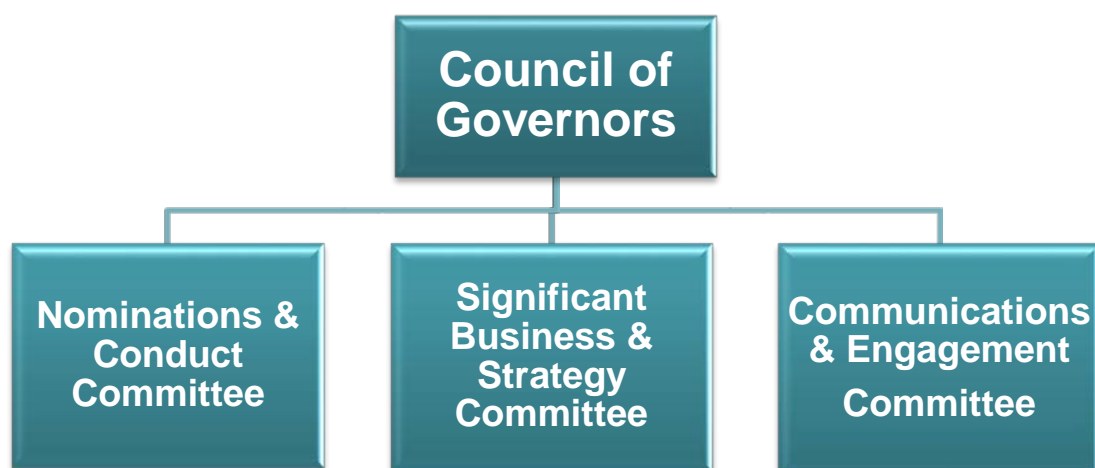 Council of
Governors
Nominations &
Conduct
Committee
Significant
Business &
Strategy
Committee
Communications
& Engagement
Committee